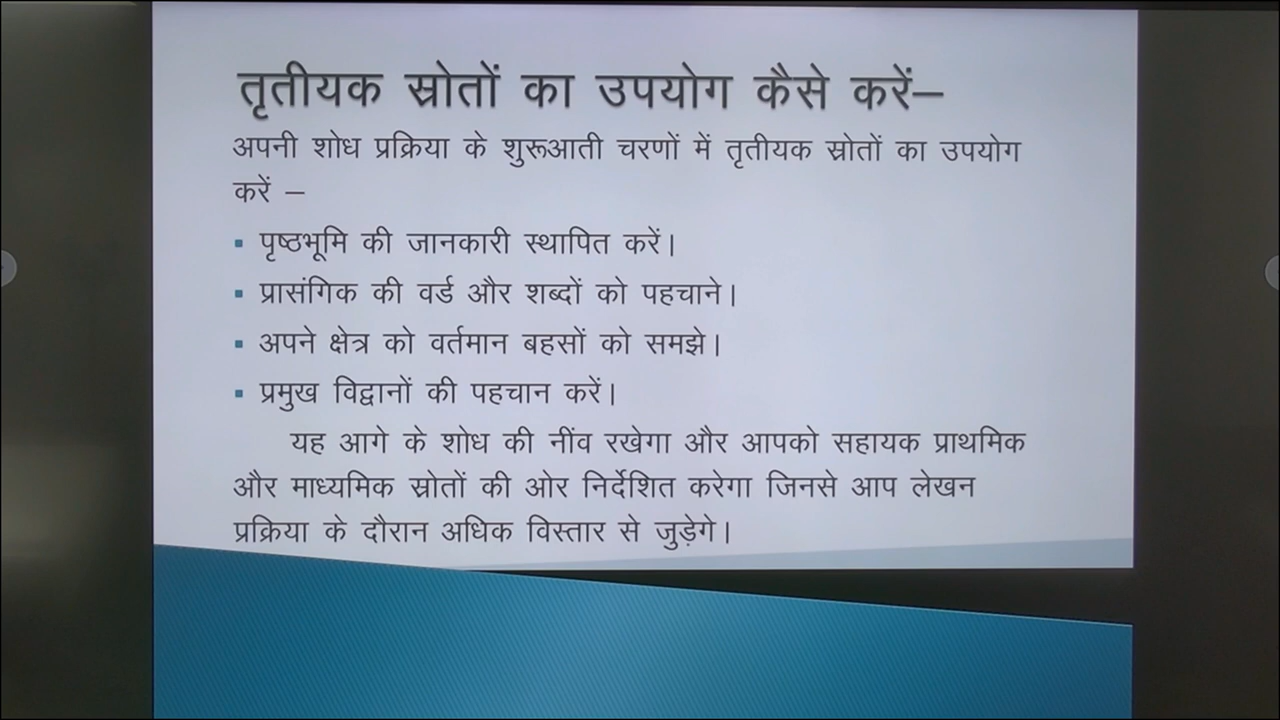 तृतीयक स्रोतों का उपयोग कैसे करें–
अपनी शोध प्रक्रिया के शुरूआती चरणों में तृतीयक स्रोतों का उपयोग
करें –
▪ पृष्ठभूमि की जानकारी स्थापित करें।
▪ प्रासंगिक की वर्ड और शब्दों को पहचाने।
▪ अपने क्षेत्र को वर्तमान बहसों को समझे।
▪ प्रमुख विद्वानों की पहचान करें।
यह आगे के शोध की नींव रखेगा और आपको सहायक प्राथमिक
और माध्यमिक स्रोतों की ओर निर्देशित करेगा जिनसे आप लेखन
प्रक्रिया के दौरान अधिक विस्तार से जुड़ेगे।